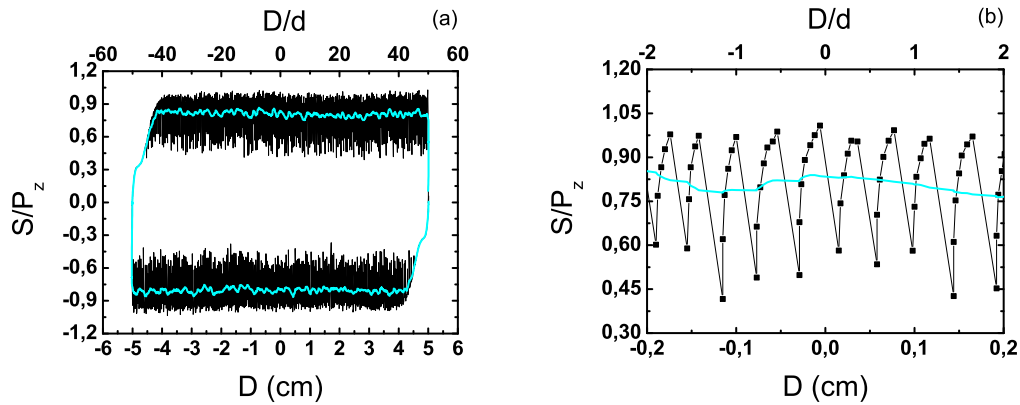 D/d (a)
-60 -40 -20 0 20 40 60
1,2
0,9
0,6
0,3
0,0
-0,3
-0,6
-0,9
-1,2
S/P_z
-6 -5 -4 -3 -2 -1 0 1 2 3 4 5 6
D (cm)
D/d (b)
-2 -1 0 1 2
1,20
1,05
0,90
0,75
0,60
0,45
0,30
S/P_z
-0,2 -0,1 0,0 0,1 0,2
D (cm)